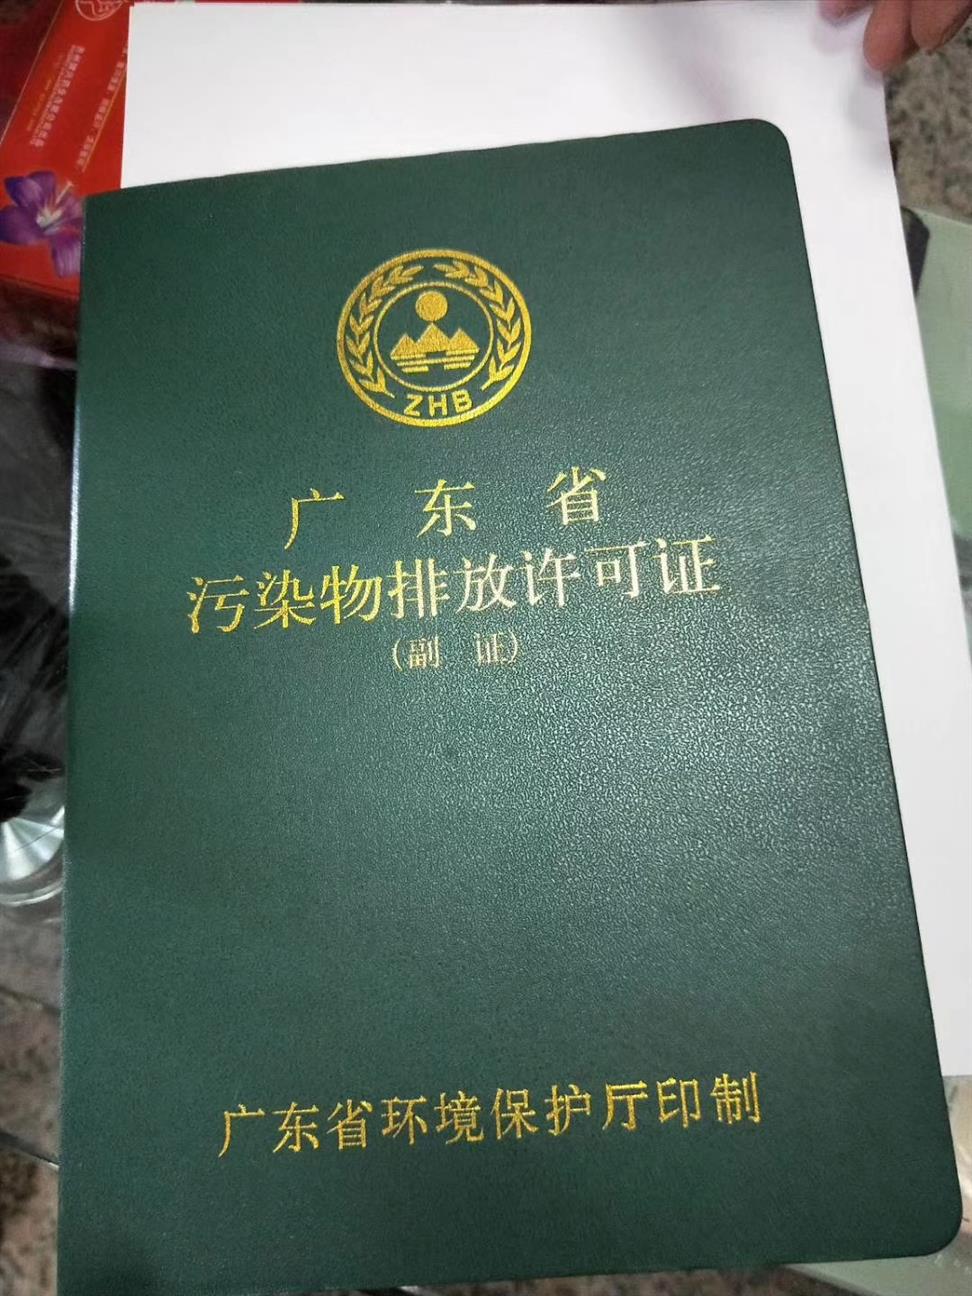 ZHB
广东省
污染物排放许可证
（副 证）
广东省环境保护厅印制